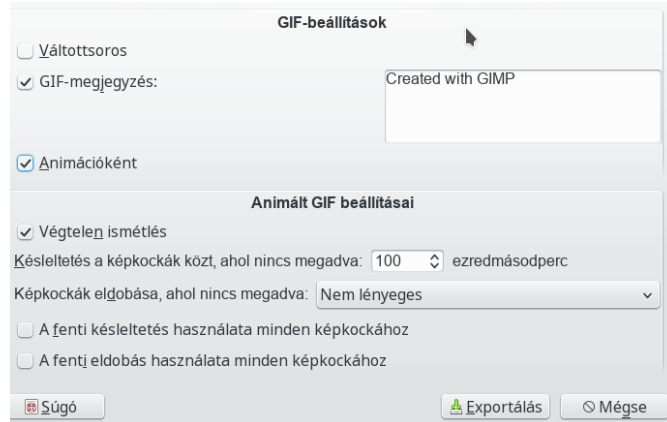 GIF-beállítások
Váltottsoros
GIF-megjegyzés:
Created with GIMP
Animációként
Animált GIF beállításai
Végtelen ismétlés
Késleltetés a képkockák közt, ahol nincs megadva: 100 ezredmásodperc
Képkockák eldobása, ahol nincs megadva: Nem lényeges
A fenti késleltetés használata minden képkockához
A fenti eldobás használata minden képkockához
Súgó Exportálás Mégse